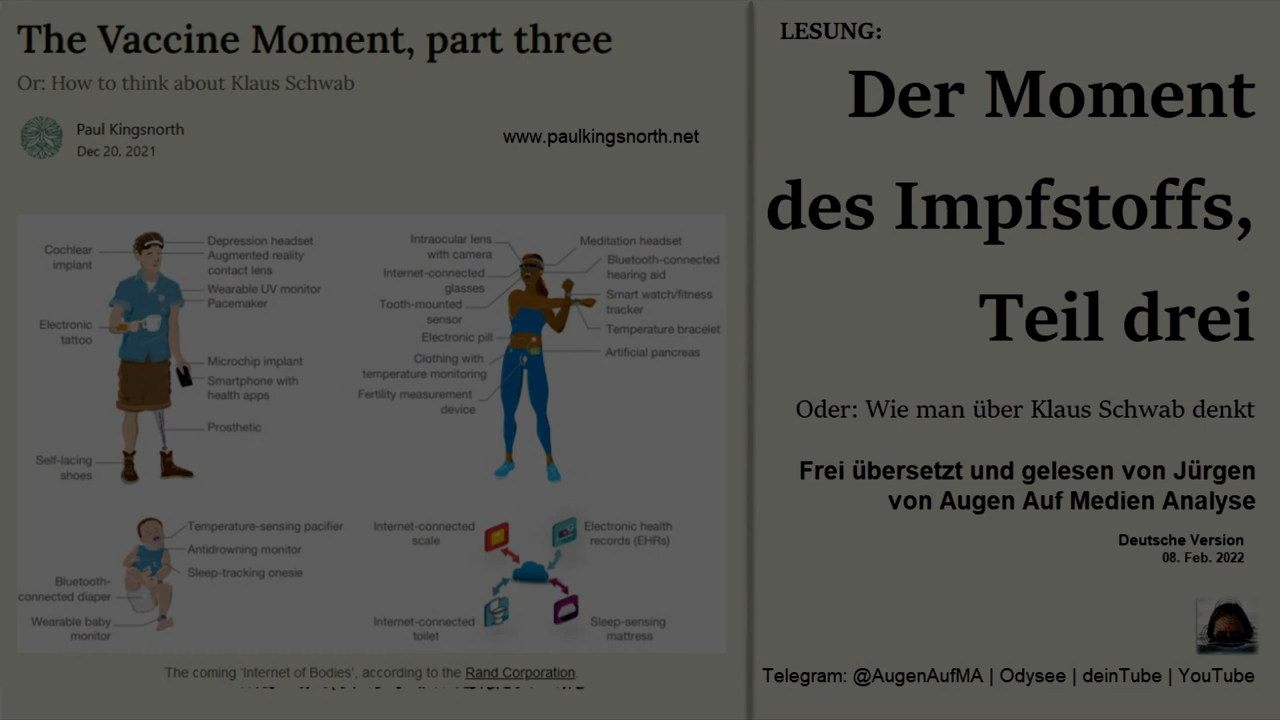 The Vaccine Moment, part three
Or: How to think about Klaus Schwab
Paul Kingsnorth
Dec 20, 2021
www.paulkingsnorth.net
Cochlear
implant
Electronic
tattoo
Self-lacing
shoes
Depression headset
Augmented reality
contact lens
Wearable UV monitor
Pacemaker
Microchip implant
Smartphone with
health apps
Prosthetic
Intraocular lens
with camera
Internet-connected
glasses
Tooth-mounted
sensor
Electronic pill
Clothing with
temperature monitoring
Fertility measurement
device
Meditation headset
Bluetooth-connected
hearing aid
Smart watch/fitness
tracker
Temperature bracelet
Artificial pancreas
Temperature-sensing pacifier
Antidrowning monitor
Sleep-tracking onesie
Bluetooth-
connected diaper
Wearable baby
monitor
Internet-connected
scale
Electronic health
records (EHRs)
Internet-connected
toilet
Sleep-sensing
mattress
The coming 'Internet of Bodies', according to the Rand Corporation.
LESUNG:
Der Moment
des Impfstoffs,
Teil drei
Oder: Wie man über Klaus Schwab denkt
Frei übersetzt und gelesen von Jürgen
von Augen Auf Medien Analyse
Deutsche Version
08. Feb. 2022
Telegram: @AugenAufMA | Odysee | deinTube | YouTube